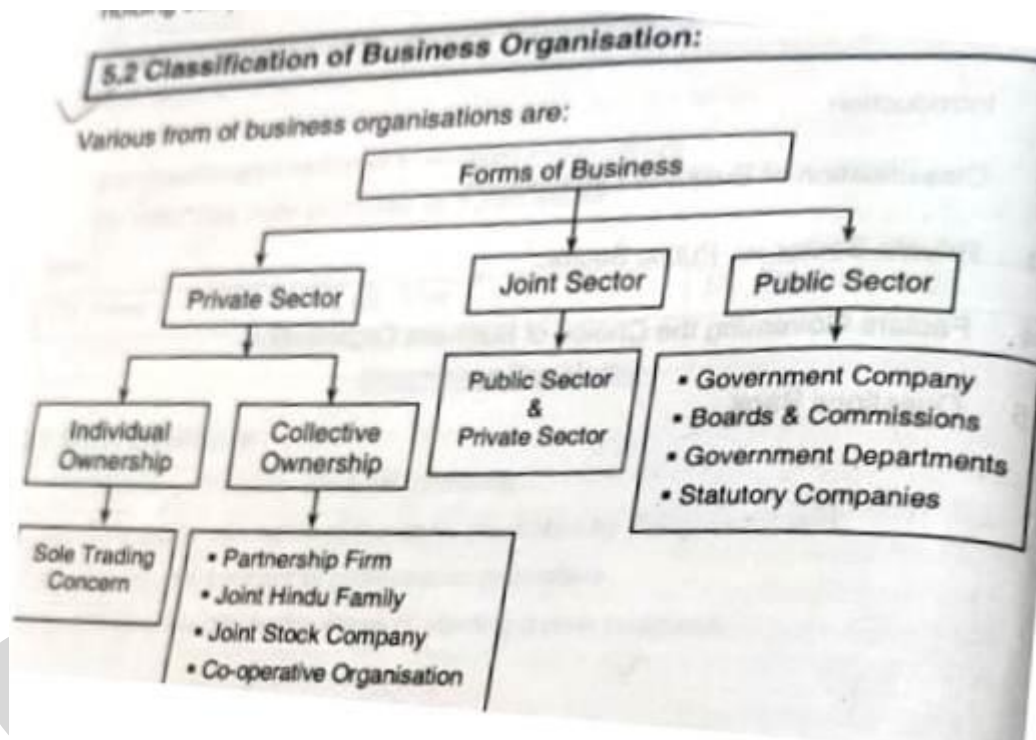 5.2 Classification of Business Organisation:
Various from of business organisations are:
Forms of Business
Private Sector
Joint Sector
Public Sector
Individual
Ownership
Collective
Ownership
Public Sector
&
Private Sector
• Government Company
• Boards & Commissions
• Government Departments
• Statutory Companies
Sole Trading
Concern
• Partnership Firm
• Joint Hindu Family
• Joint Stock Company
• Co-operative Organisation